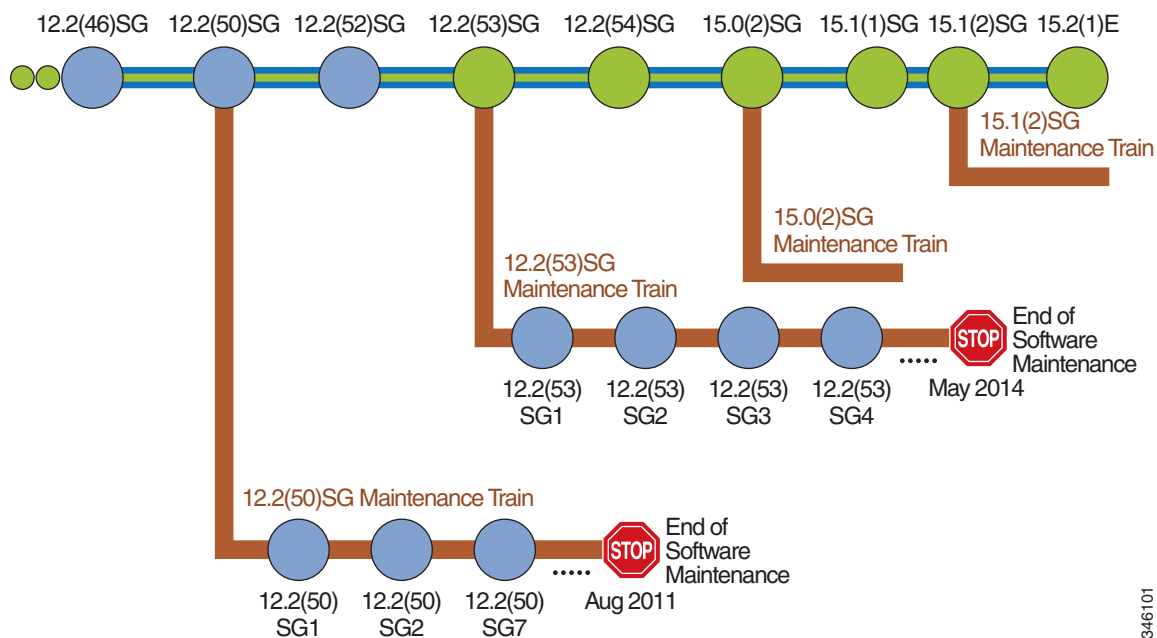 12.2(46)SG 12.2(50)SG 12.2(52)SG 12.2(53)SG 12.2(54)SG 15.0(2)SG 15.1(1)SG 15.1(2)SG 15.2(1)E
15.1(2)SG
Maintenance Train
15.0(2)SG
Maintenance Train
12.2(53)SG
Maintenance Train
STOP
End of
Software
Maintenance
.....
12.2(53) 12.2(53) 12.2(53) 12.2(53) May 2014
SG1 SG2 SG3 SG4
12.2(50)SG Maintenance Train
STOP
End of
Software
Maintenance
.....
12.2(50) 12.2(50) 12.2(50) Aug 2011
SG1 SG2 SG7
346101